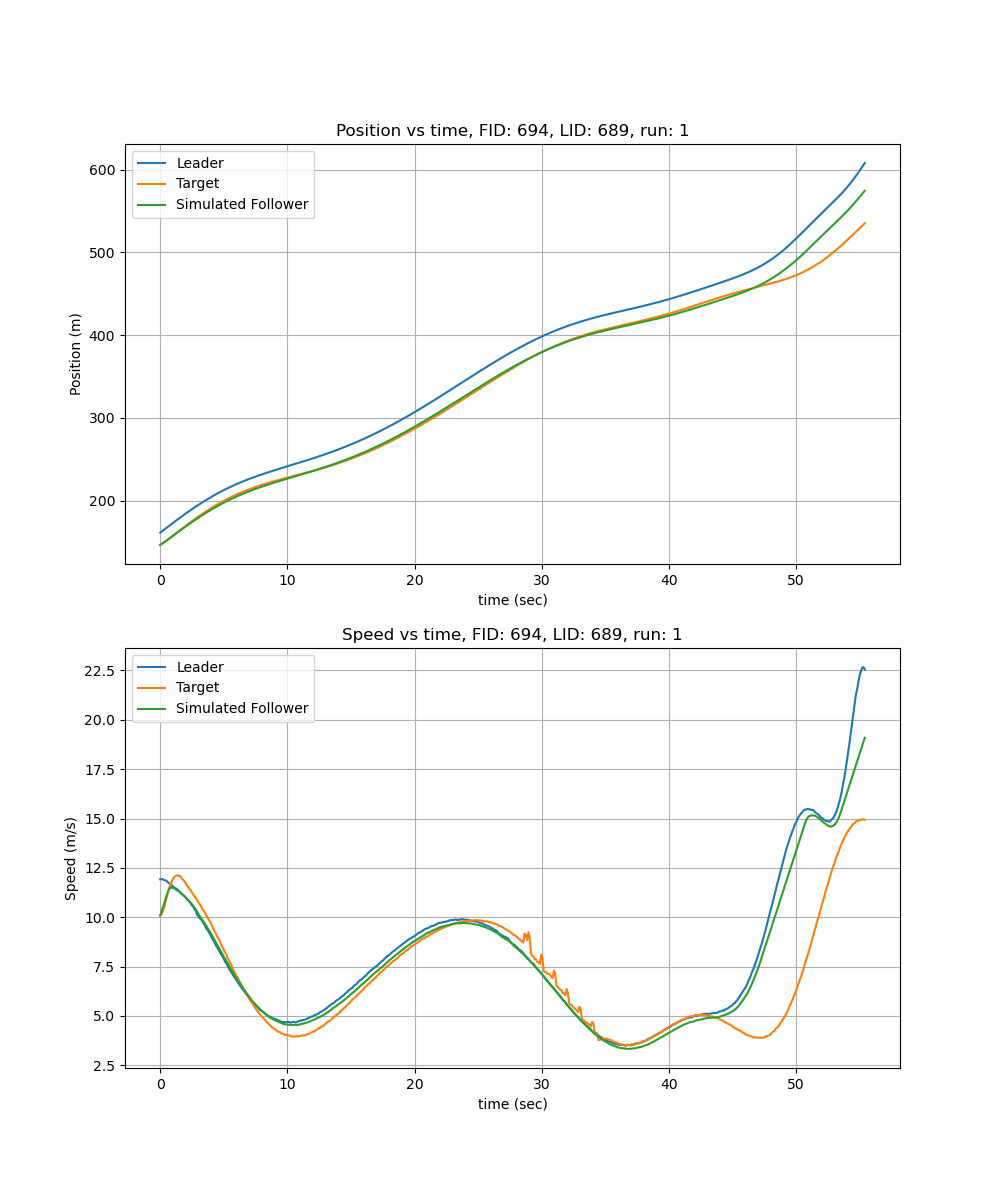 Position vs time, FID: 694, LID: 689, run: 1
Leader
Target
Simulated Follower
600
500
400
300
200
Position (m)
0 10 20 30 40 50
time (sec)
Speed vs time, FID: 694, LID: 689, run: 1
Leader
Target
Simulated Follower
22.5
20.0
17.5
15.0
12.5
10.0
7.5
5.0
2.5
Speed (m/s)
0 10 20 30 40 50
time (sec)